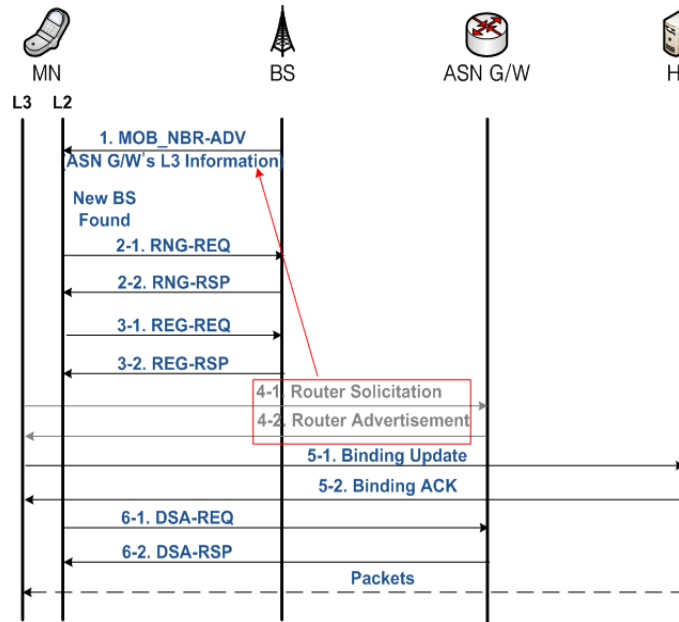 MN
BS
ASN G/W
H
L3 L2
1. MOB_NBR-ADV
(ASN G/W's L3 Information)
New BS
Found
2-1. RNG-REQ
2-2. RNG-RSP
3-1. REG-REQ
3-2. REG-RSP
4-1. Router Solicitation
4-2. Router Advertisement
5-1. Binding Update
5-2. Binding ACK
6-1. DSA-REQ
6-2. DSA-RSP
Packets